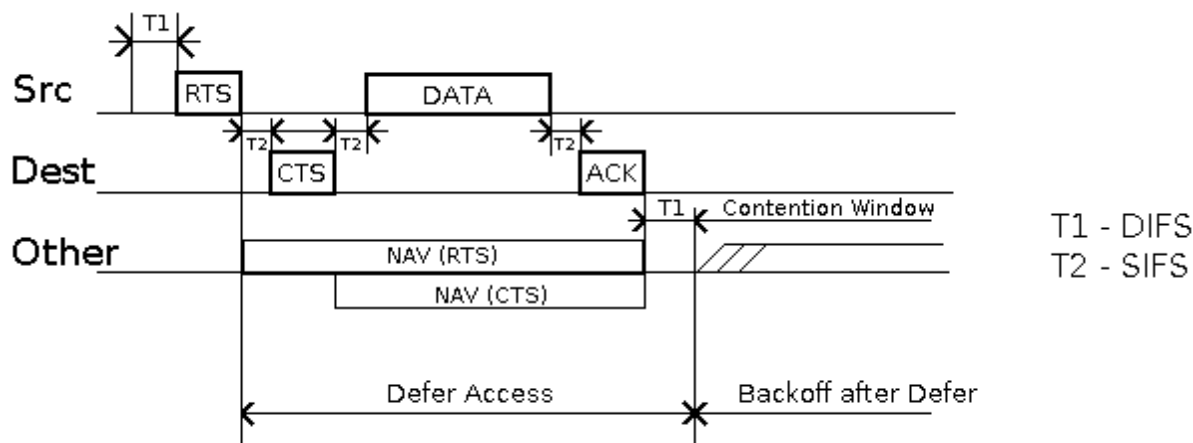 T1
Src
RTS
DATA
T2
T2
T2
Dest
CTS
ACK
T1
Contention Window
T1 - DIFS
Other
NAV (RTS)
T2 - SIFS
NAV (CTS)
Defer Access
Backoff after Defer